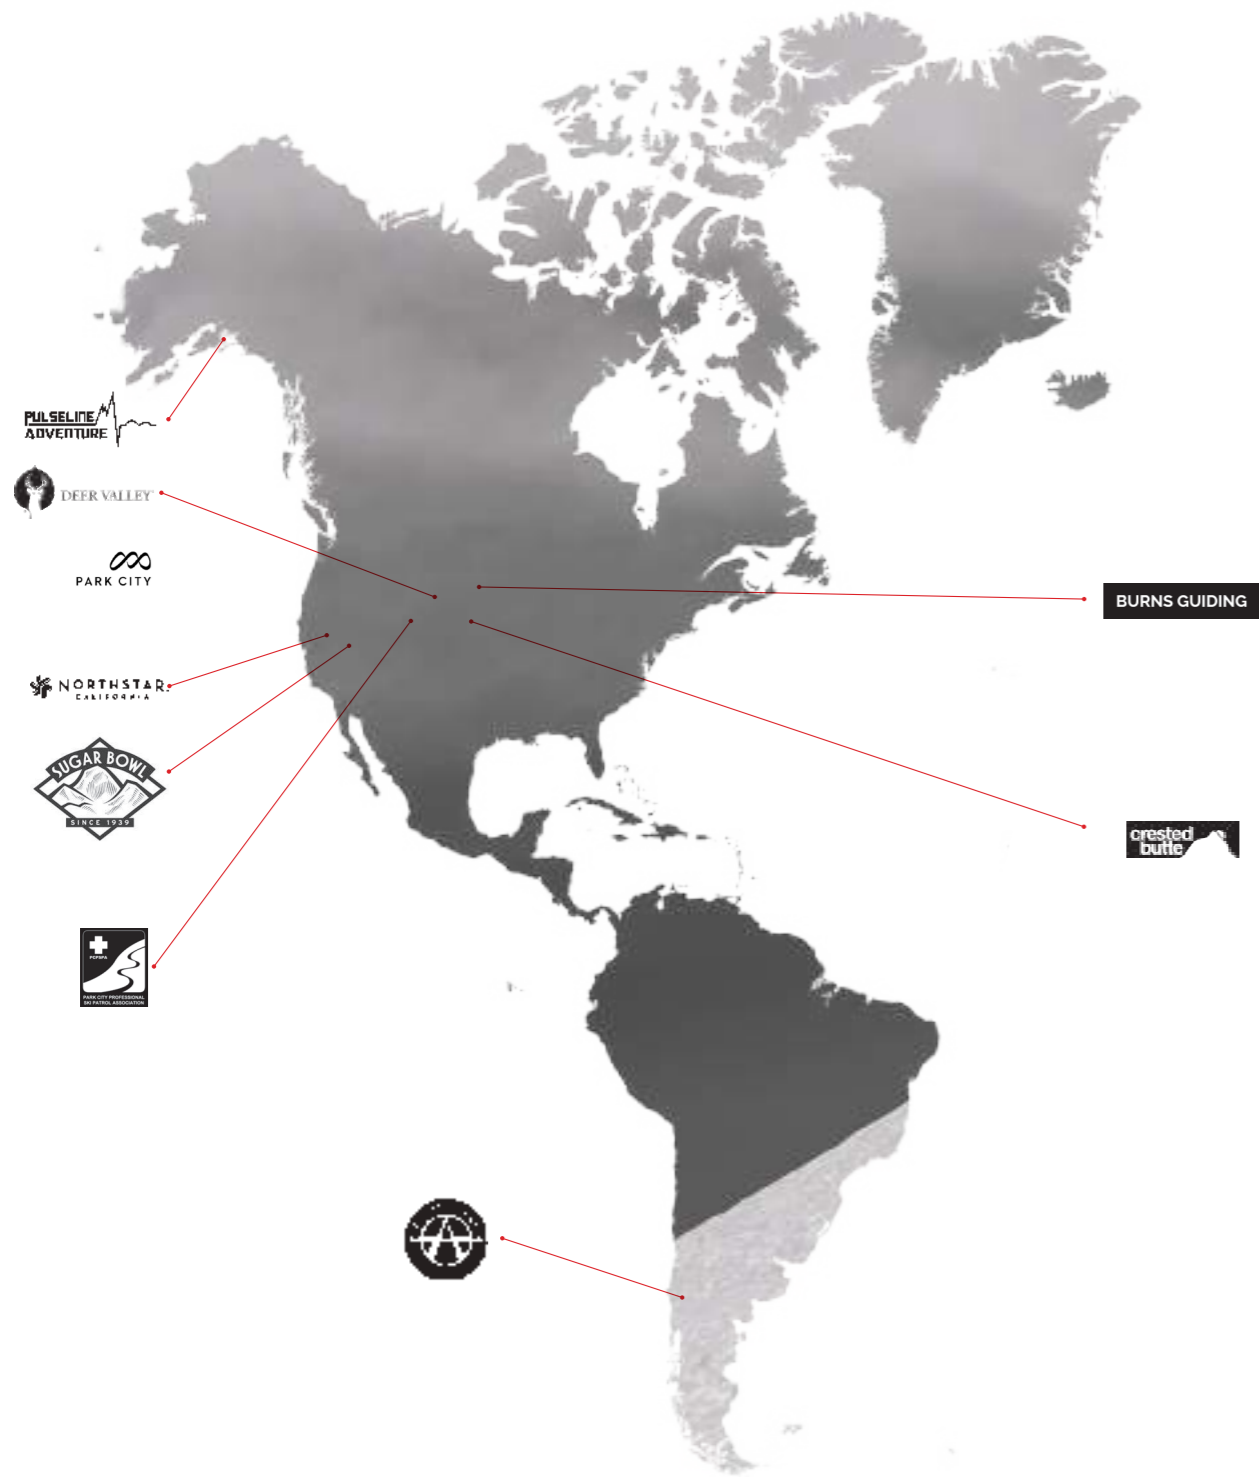 PULSELINE
ADVENTURE
DEER VALLEY
PARK CITY
BURNS GUIDING
NORTHSTAR
CALIFORNIA
SUGAR BOWL
SINCE 1939
crested
butte
PCPSPA
PARK CITY PROFESSIONAL
SKI PATROL ASSOCIATION